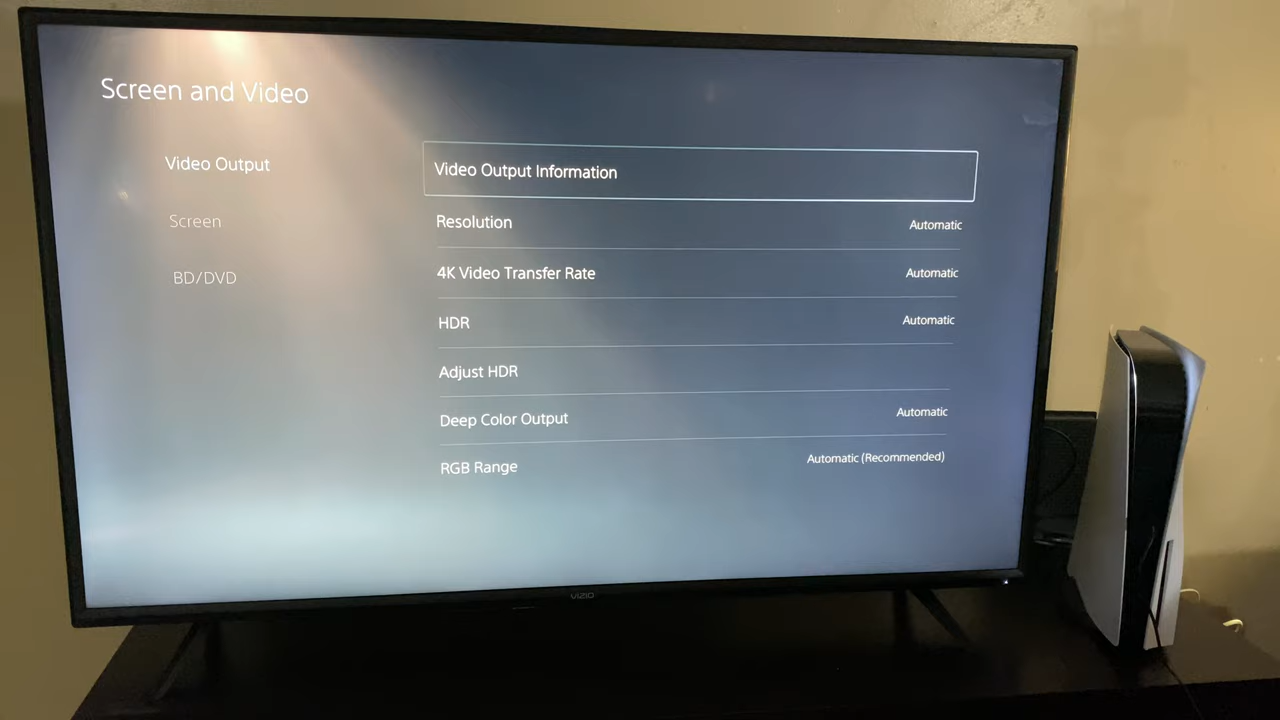 Screen and Video
Video Output
Screen
BD/DVD
Video Output Information
Resolution Automatic
4K Video Transfer Rate Automatic
HDR Automatic
Adjust HDR
Deep Color Output Automatic
RGB Range Automatic (Recommended)
VIZIO